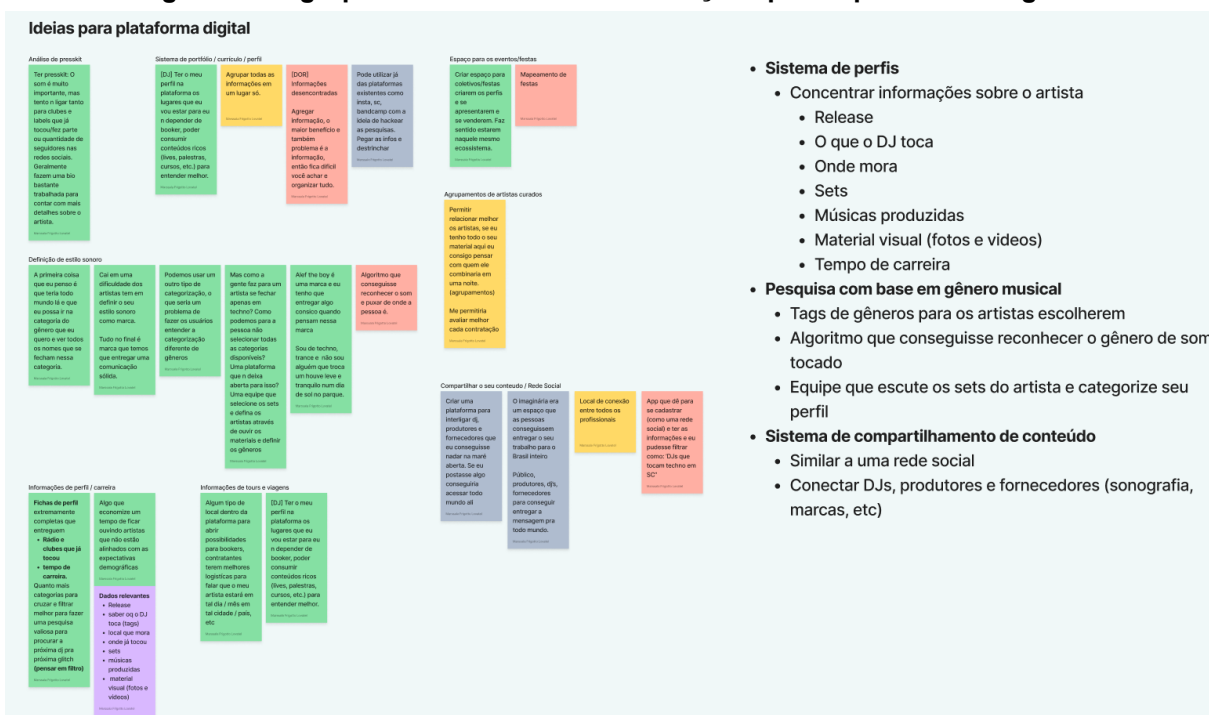 Ideias para plataforma digital
Análise de presskit
Ter presskit: O
som é muito
importante, mas
tento n ligar tanto
para clubes e
labels que já
tocou/fez parte
ou quantidade de
seguidores nas
redes sociais.
Geralmente
fazem uma bio
bastante
trabalhada para
contar com mais
detalhes sobre o
artista.
Sistema de portfólio / currículo / perfil
[DJ] Ter o meu
perfil na
plataforma os
lugares que eu
vou estar para eu
n depender de
booker, poder
consumir
conteúdos ricos
(lives, palestras,
cursos, etc.) para
entender melhor.
Agrupar todas as
informações em
um lugar só.
[DOR]
Informações
desencontradas
Agregar
informação, o
maior benefício e
também
problema é a
informação,
então fica difícil
você achar e
organizar tudo.
Pode utilizar já
das plataformas
existentes como
insta, sc,
bandcamp com a
ideia de hackear
as pesquisas.
Pegar as infos e
destrinchar
Espaço para os eventos/festas
Criar espaço para
coletivos/festas
criarem os perfis
e se
apresentarem e
se venderem. Faz
sentido estarem
naquele mesmo
ecossistema.
Mapeamento de
festas
Agrupamentos de artistas curados
Permitir
relacionar melhor
os artistas, se eu
tenho todo o seu
material aqui eu
consigo pensar
com quem ele
combinaria em
uma noite.
(agrupamentos)
Me permitiria
avaliar melhor
cada contratação
Definição de estilo sonoro
A primeira coisa
que eu penso é
que teria todo
mundo lá e que
eu possa ir na
categoria de
gênero que eu
quero e ver todos
os nomes que se
fecham nessa
categoria.
Cai em uma
dificuldade dos
artistas tem em
definir o seu
estilo sonoro
como marca.
Tudo no final é
marca que temos
que entregar uma
comunicação
sólida.
Podemos usar um
outro tipo de
categorização, o
que seria um
problema de
fazer os usuários
entender a
categorização
diferente de
gêneros
Mas como a
gente faz para um
artista se fechar
apenas em
techno? Como
podemos para a
pessoa não
selecionar todas
as categorias
disponíveis?
Uma plataforma
que n deixa
aberta para isso?
Uma equipe que
selecione os sets
e defina os
artistas através
de ouvir os
materiais e definir
os gêneros
Alef the boy é
uma marca e eu
tenho que
entregar algo
consico quando
pensam nessa
marca
Sou de techno,
trance e não sou
alguém que troca
um houve leve e
tranquilo num dia
de sol no parque.
Algoritmo que
conseguisse
reconhecer o som
e puxar de onde a
pessoa é.
Compartilhar o seu conteudo / Rede Social
Criar uma
plataforma para
interligar dj,
produtores e
fornecedores que
eu conseguisse
nadar na maré
aberta. Se eu
postasse algo
conseguiria
acessar todo
mundo ali
O Imaginária era
um espaço que
as pessoas
conseguissem
entregar o seu
trabalho para o
Brasil inteiro
Público,
produtores, dj's,
fornecedores
para conseguir
entregar a
mensagem pra
todo mundo.
Local de conexão
entre todos os
profissionais
App que dê para
se cadastrar
(como uma rede
social) e ter as
informações e eu
pudesse filtrar
como: 'DJs que
tocam techno em
SC'
Informações de perfil / carreira
Fichas de perfil
extremamente
completas que
entreguem
• Rádio e
clubes que já
tocou
• tempo de
carreira.
Quanto mais
categorias para
cruzar e filtrar
melhor para fazer
uma pesquisa
valiosa para
procurar a
próxima dj pra
próxima glitch
(pensar em filtro)
Algo que
economize um
tempo de ficar
ouvindo artistas
que não estão
alinhados com as
expectativas
demográficas
Dados relevantes
• Release
• saber oq o DJ
toca (tags)
• local que mora
• onde já tocou
• sets
• músicas
produzidas
• material
visual (fotos e
vídeos)
Informações de tours e viagens
Algum tipo de
local dentro da
plataforma para
abrir
possibilidades
para bookers,
contratantes
terem melhores
logísticas para
falar que o meu
artista estará em
tal dia / mês em
tal cidade / país,
etc
[DJ] Ter o meu
perfil na
plataforma os
lugares que eu
vou estar para eu
n depender de
booker, poder
consumir
conteúdos ricos
(lives, palestras,
cursos, etc.) para
entender melhor.
• Sistema de perfis
• Concentrar informações sobre o artista
• Release
• O que o DJ toca
• Onde mora
• Sets
• Músicas produzidas
• Material visual (fotos e videos)
• Tempo de carreira
• Pesquisa com base em gênero musical
• Tags de gêneros para os artistas escolherem
• Algoritmo que conseguisse reconhecer o gênero de som
tocado
• Equipe que escute os sets do artista e categorize seu
perfil
• Sistema de compartilhamento de conteúdo
• Similar a uma rede social
• Conectar DJs, produtores e fornecedores (sonografia,
marcas, etc)